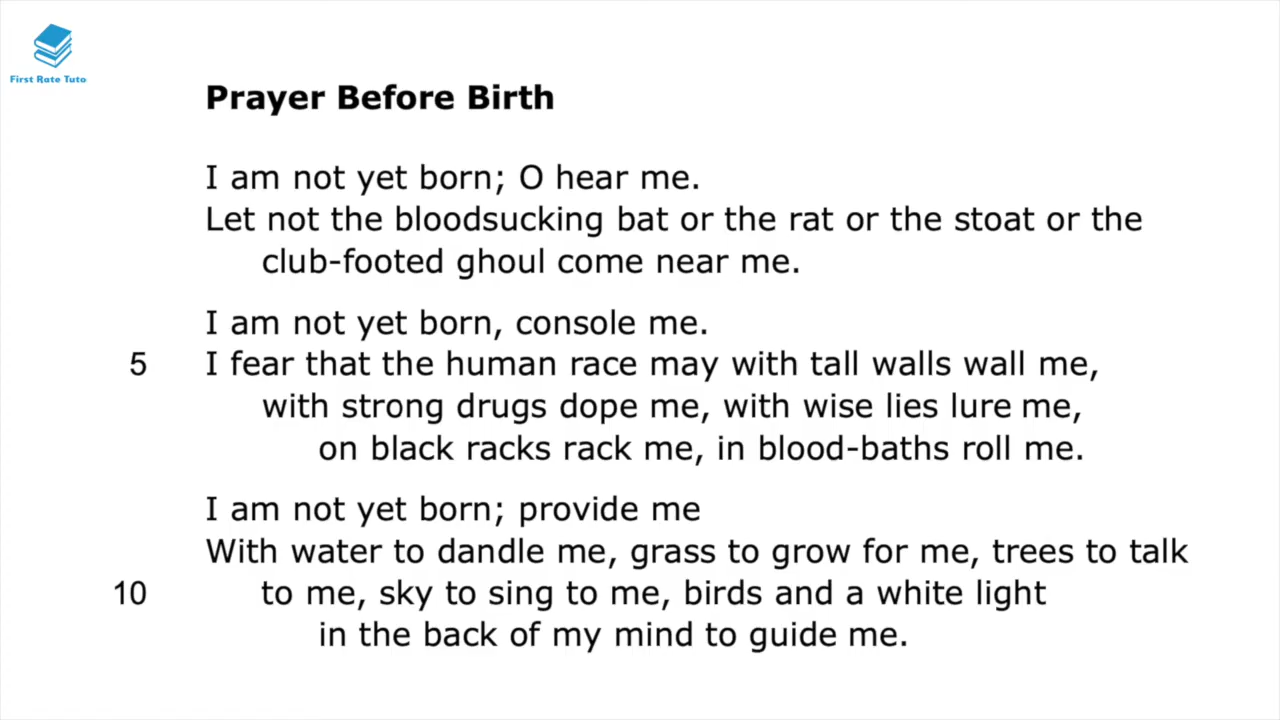 First Rate Tuto
Prayer Before Birth
I am not yet born; O hear me.
Let not the bloodsucking bat or the rat or the stoat or the
club-footed ghoul come near me.
I am not yet born, console me.
5 I fear that the human race may with tall walls wall me,
with strong drugs dope me, with wise lies lure me,
on black racks rack me, in blood-baths roll me.
I am not yet born; provide me
With water to dandle me, grass to grow for me, trees to talk
10 to me, sky to sing to me, birds and a white light
in the back of my mind to guide me.